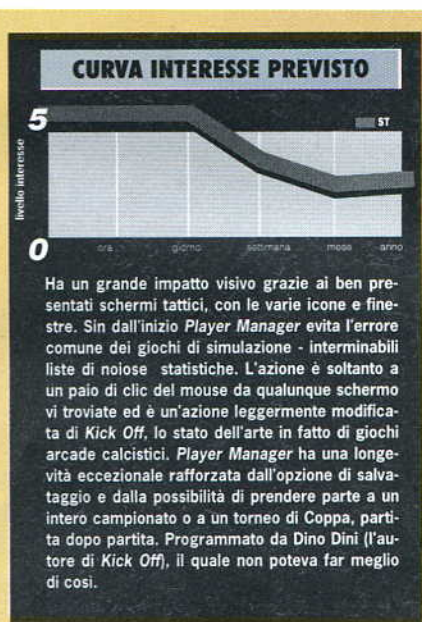 CURVA INTERESSE PREVISTO
5
ST
livello interesse
0
ora
giorno
settimana
mese
anno
Ha un grande impatto visivo grazie ai ben pre-
sentati schermi tattici, con le varie icone e fine-
stre. Sin dall'inizio Player Manager evita l'errore
comune dei giochi di simulazione - interminabili
liste di noiose statistiche. L'azione è soltanto a
un paio di clic del mouse da qualunque schermo
vi troviate ed è un'azione leggermente modifica-
ta di Kick Off, lo stato dell'arte in fatto di giochi
arcade calcistici. Player Manager ha una longe-
vità eccezionale rafforzata dall'opzione di salva-
taggio e dalla possibilità di prendere parte a un
intero campionato o a un torneo di Coppa, parti-
ta dopo partita. Programmato da Dino Dini (l'au-
tore di Kick Off), il quale non poteva far meglio
di così.